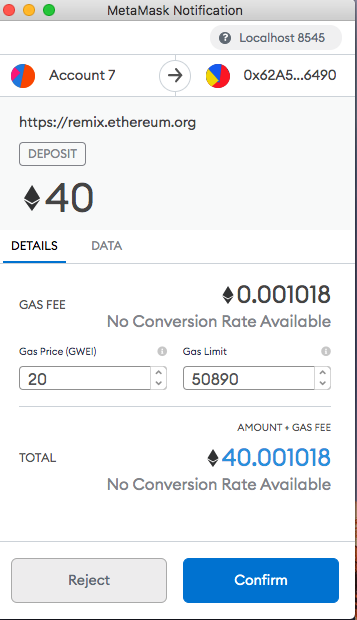 MetaMask Notification
Localhost 8545
Account 7
0x62A5...6490
https://remix.ethereum.org
DEPOSIT
40
DETAILS
DATA
GAS FEE
0.001018
No Conversion Rate Available
Gas Price (GWEI)
Gas Limit
20
50890
AMOUNT + GAS FEE
TOTAL
40.001018
No Conversion Rate Available
Reject
Confirm